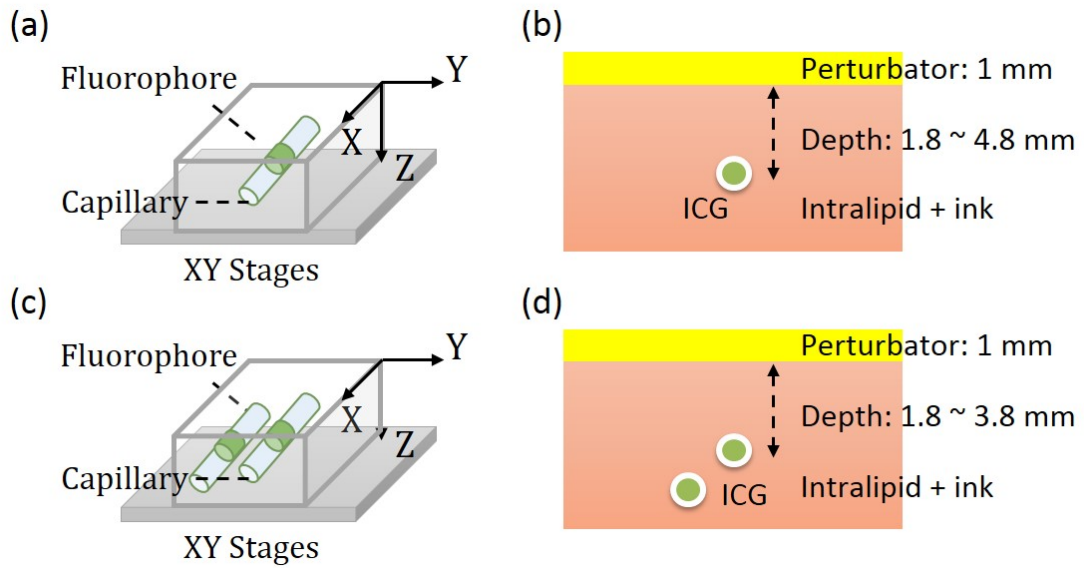 (a)
Fluorophore
Y
X
Z
Capillary
XY Stages
(b)
Perturbator: 1 mm
Depth: 1.8 ~ 4.8 mm
ICG
Intralipid + ink
(c)
Fluorophore
Y
X
Z
Capillary
XY Stages
(d)
Perturbator: 1 mm
Depth: 1.8 ~ 3.8 mm
ICG
Intralipid + ink